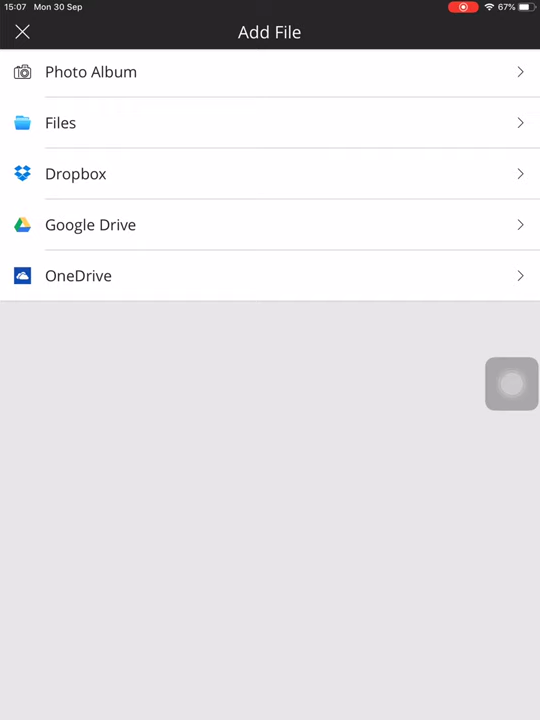 15:07 Mon 30 Sep 67%
Add File
Photo Album
Files
Dropbox
Google Drive
OneDrive